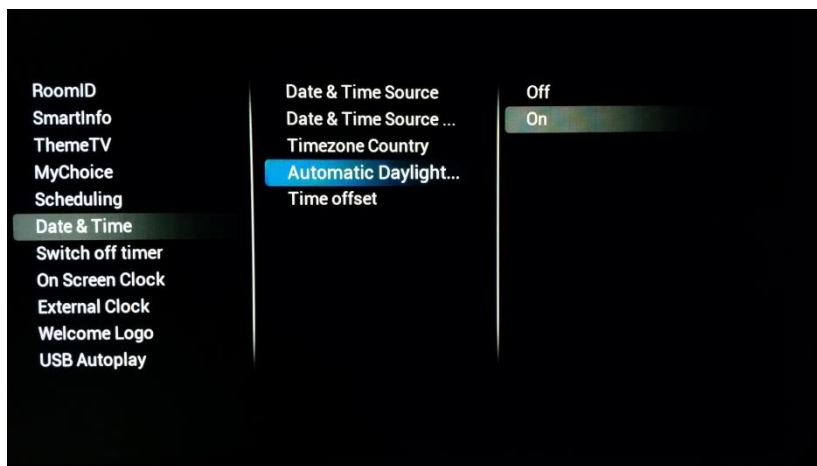 RoomID
SmartInfo
ThemeTV
MyChoice
Scheduling
Date & Time
Switch off timer
On Screen Clock
External Clock
Welcome Logo
USB Autoplay
Date & Time Source
Date & Time Source ...
Timezone Country
Automatic Daylight...
Time offset
Off
On